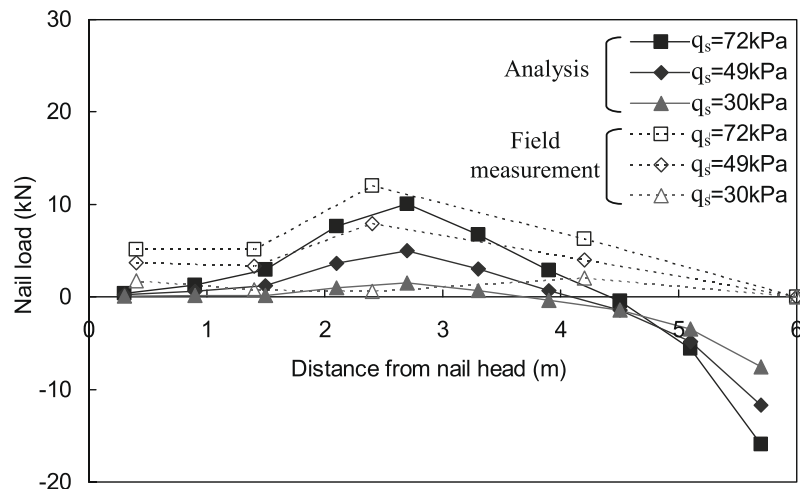 30
20
10
0
-10
-20
0 1 2 3 4 5 6
Nail load (kN)
Distance from nail head (m)
Analysis
qs=72kPa
qs=49kPa
qs=30kPa
Field
measurement
qs=72kPa
qs=49kPa
qs=30kPa